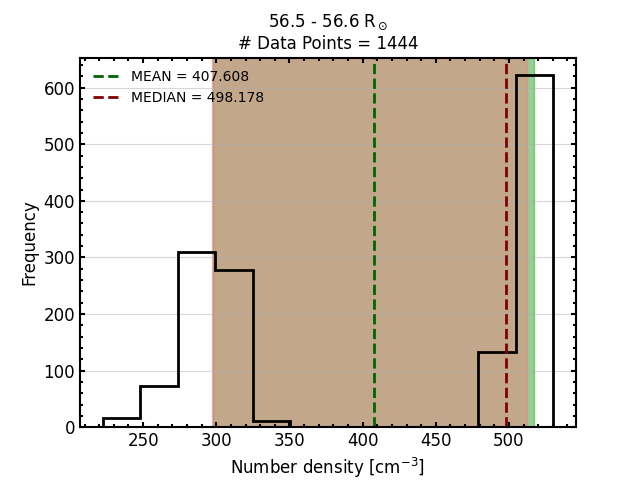 56.5 - 56.6 R⊙
# Data Points = 1444
MEAN = 407.608
MEDIAN = 498.178
Frequency
600
500
400
300
200
100
0
250 300 350 400 450 500
Number density [cm⁻³]